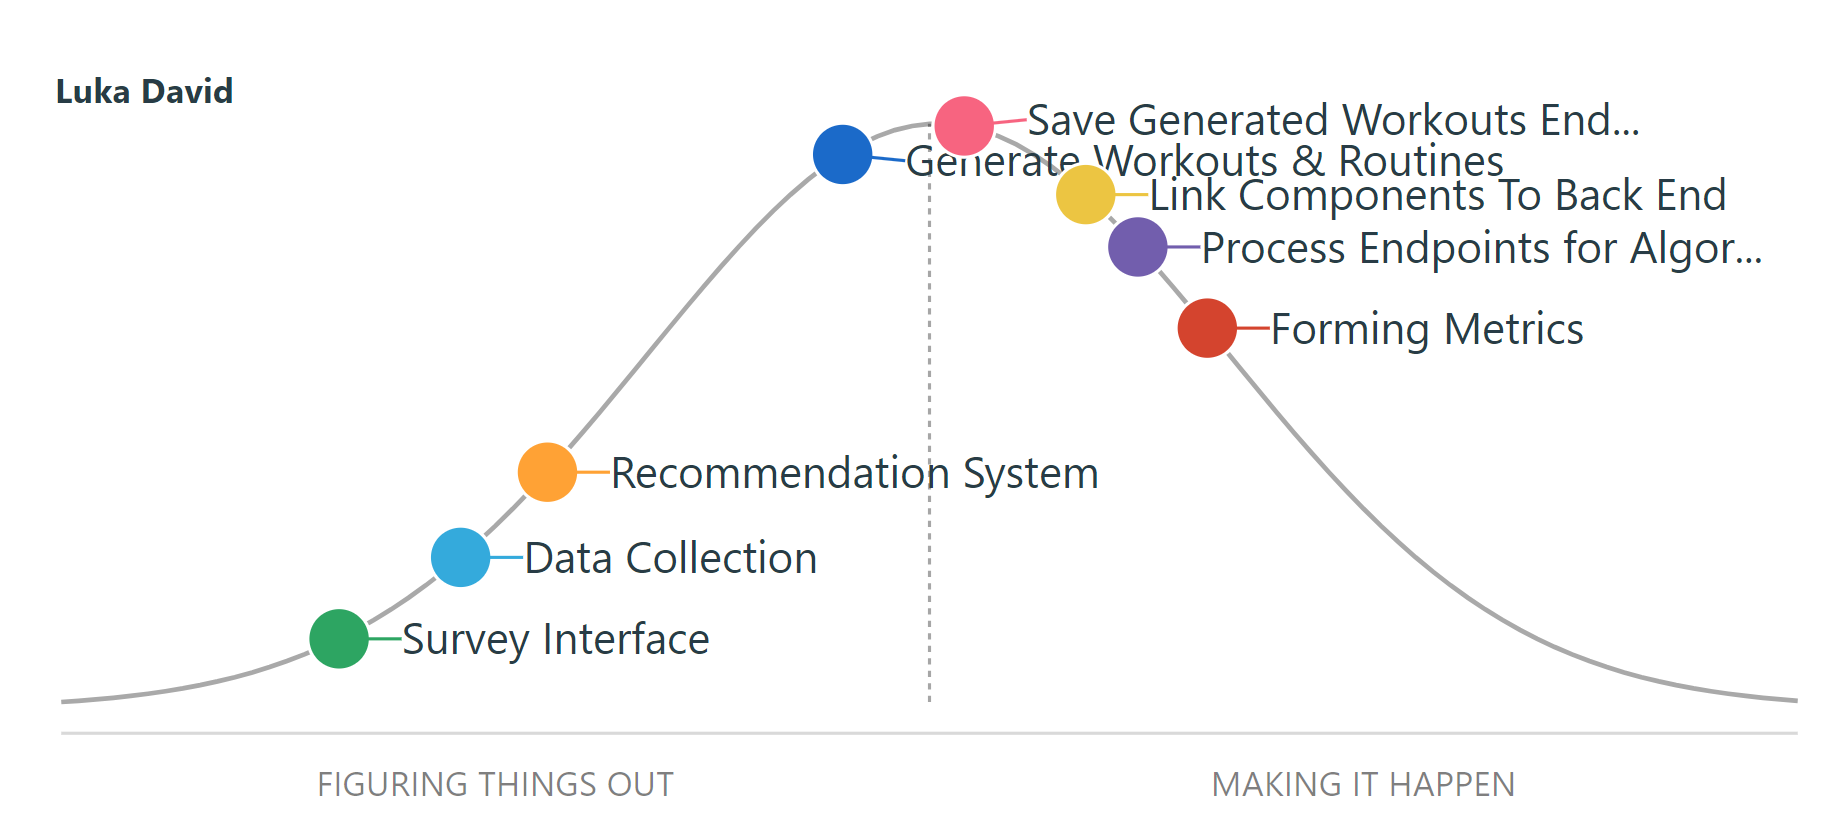 Luka David
Save Generated Workouts End...
Generate Workouts & Routines
Link Components To Back End
Process Endpoints for Algor...
Forming Metrics
Recommendation System
Data Collection
Survey Interface
FIGURING THINGS OUT
MAKING IT HAPPEN